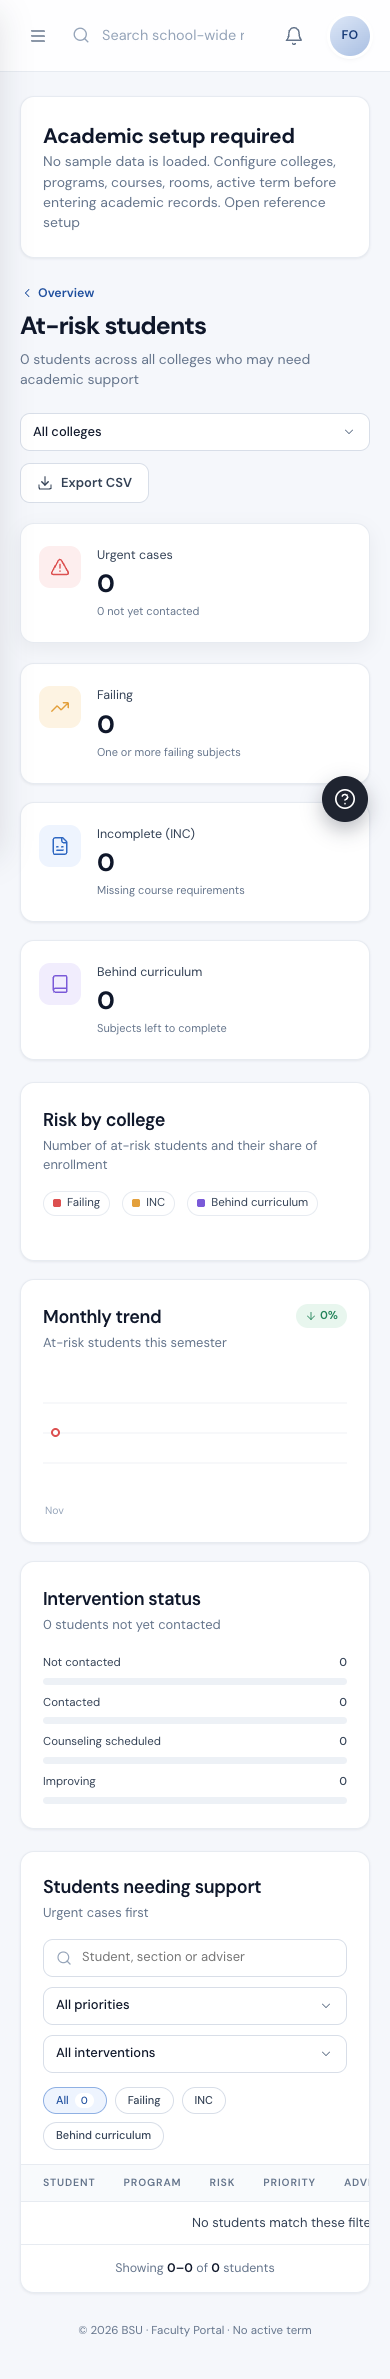 Search school-wide r
FO
Academic setup required
No sample data is loaded. Configure colleges,
programs, courses, rooms, active term before
entering academic records. Open reference
setup
Overview
At-risk students
0 students across all colleges who may need
academic support
All colleges
Export CSV
Urgent cases
0
0 not yet contacted
Failing
0
One or more failing subjects
Incomplete (INC)
0
Missing course requirements
Behind curriculum
0
Subjects left to complete
Risk by college
Number of at-risk students and their share of
enrollment
Failing INC Behind curriculum
Monthly trend
↓ 0%
At-risk students this semester
Nov
Intervention status
0 students not yet contacted
Not contacted 0
Contacted 0
Counseling scheduled 0
Improving 0
Students needing support
Urgent cases first
Student, section or adviser
All priorities
All interventions
All 0 Failing INC
Behind curriculum
STUDENT PROGRAM RISK PRIORITY ADVI
No students match these filte
Showing 0–0 of 0 students
© 2026 BSU · Faculty Portal · No active term